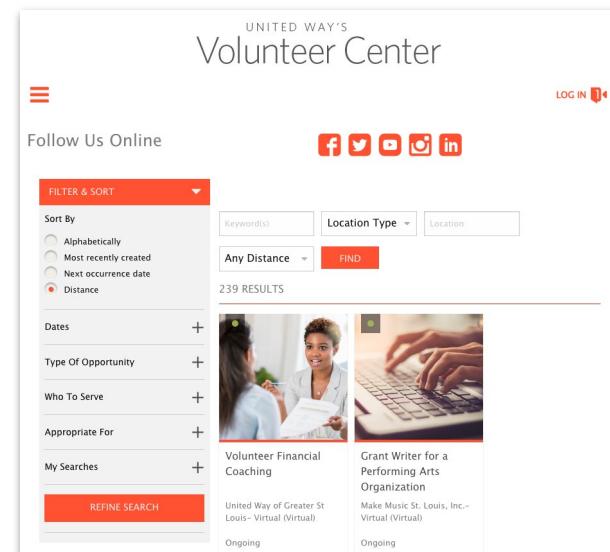 UNITED WAY'S
Volunteer Center
LOG IN
Follow Us Online
FILTER & SORT
Sort By
Alphabetically
Most recently created
Next occurrence date
Distance
Dates
Type Of Opportunity
Who To Serve
Appropriate For
My Searches
REFINE SEARCH
Keyword(s)
Location Type
Location
Any Distance
FIND
239 RESULTS
Volunteer Financial
Coaching
United Way of Greater St
Louis– Virtual (Virtual)
Ongoing
Grant Writer for a
Performing Arts
Organization
Make Music St. Louis, Inc.–
Virtual (Virtual)
Ongoing